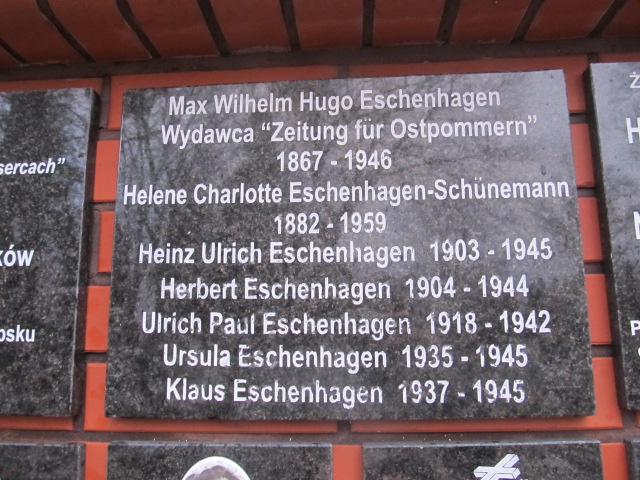 Max Wilhelm Hugo Eschenhagen
Wydawca "Zeitung für Ostpommern"
1867 - 1946
Helene Charlotte Eschenhagen-Schünemann
1882 - 1959
Heinz Ulrich Eschenhagen 1903 - 1945
Herbert Eschenhagen 1904 - 1944
Ulrich Paul Eschenhagen 1918 - 1942
Ursula Eschenhagen 1935 - 1945
Klaus Eschenhagen 1937 - 1945